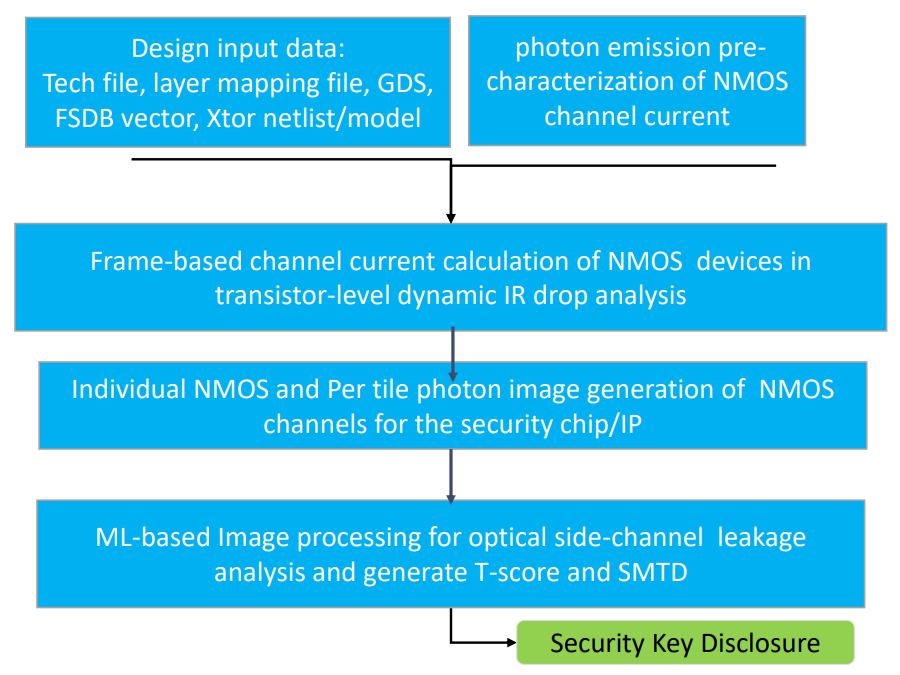 Design input data:
Tech file, layer mapping file, GDS,
FSDB vector, Xtor netlist/model
photon emission pre-
characterization of NMOS
channel current
Frame-based channel current calculation of NMOS devices in
transistor-level dynamic IR drop analysis
Individual NMOS and Per tile photon image generation of NMOS
channels for the security chip/IP
ML-based Image processing for optical side-channel leakage
analysis and generate T-score and SMTD
Security Key Disclosure